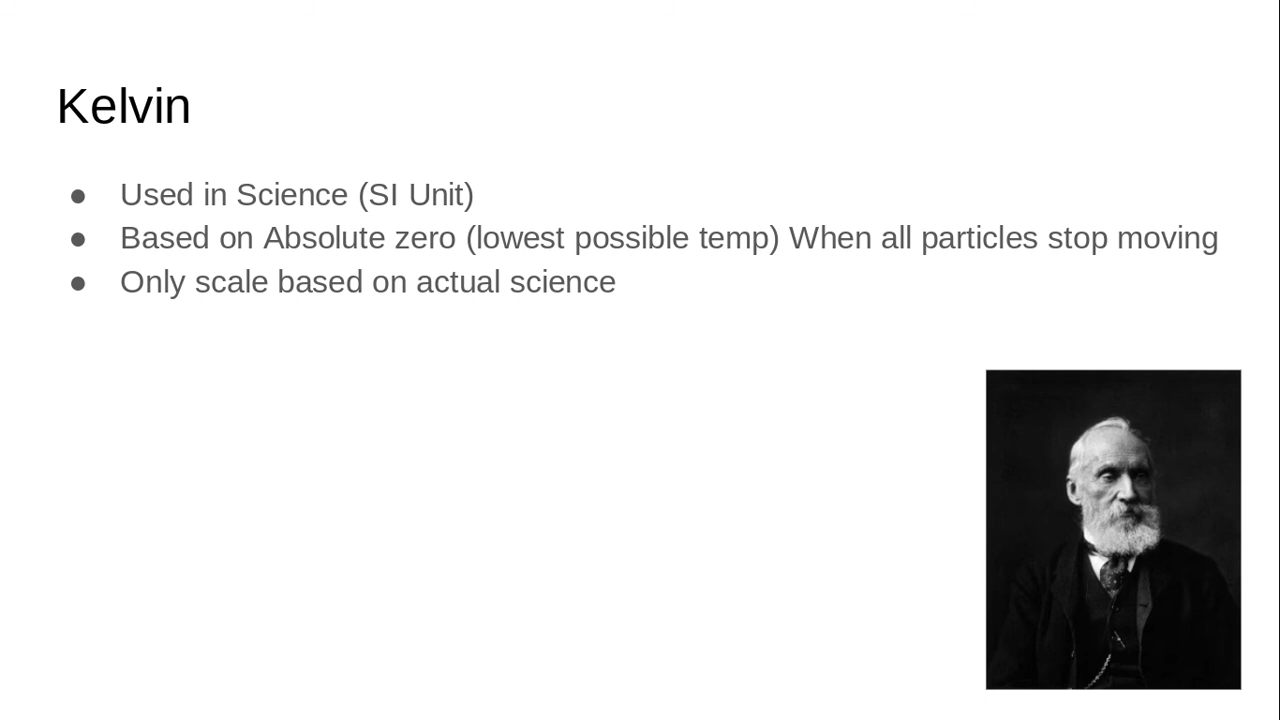 Kelvin
● Used in Science (SI Unit)
● Based on Absolute zero (lowest possible temp) When all particles stop moving
● Only scale based on actual science